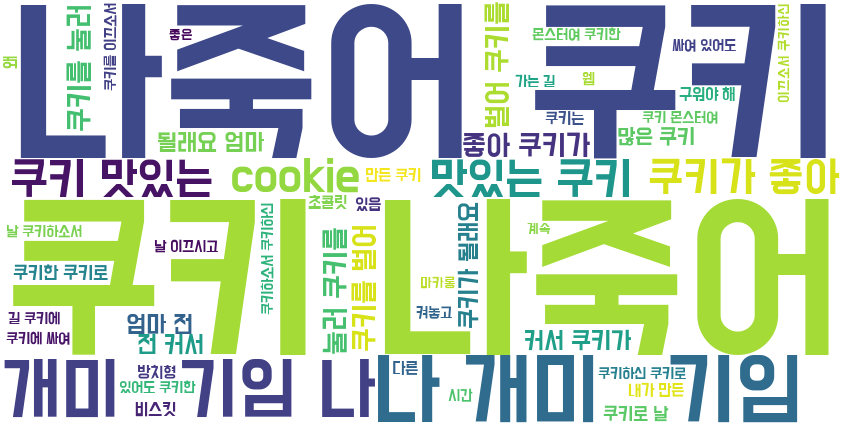 나죽어 쿠키
왜
쿠키를 눌러
쿠키를 이끄소서
좋은
벌어 쿠키를
몬스터여 쿠키한
싸여 있어도
이끄소서 쿠키하신
가는 길
웹
구워야 해
쿠키는
쿠키 몬스터여
될래요 엄마
좋아 쿠키가
많은 쿠키
쿠키 맛있는
cookie
만든 쿠키
맛있는 쿠키
쿠키가 좋아
쿠키 나죽어
초콜릿
있음
날 쿠키하소서
날 이끄시고
쿠키하소서 쿠키하신
눌러 쿠키를
쿠키를 벌어
쿠키가 될래요
계속
쿠키한 쿠키로
마카롱
켜놓고
길 쿠키에
쿠키에 싸여
엄마 전
전 커서
커서 쿠키가
개미 기임 나
나 개미 기임
방치형
있어도 쿠키한
비스킷
다른
시간
쿠키하신 쿠키로
내가 만든
쿠키로 날